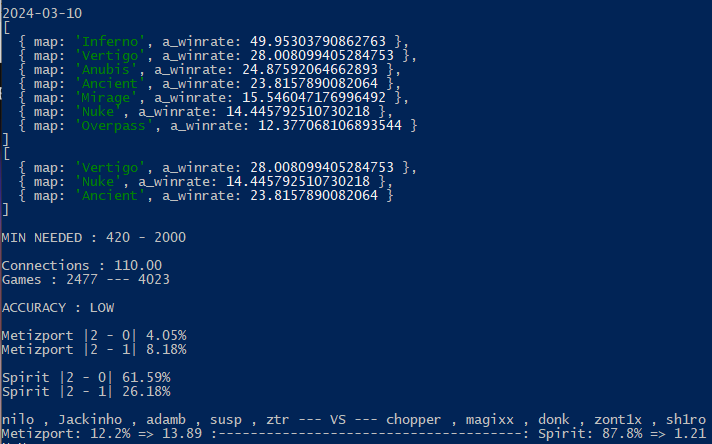 2024-03-10
[
  { map: 'Inferno', a_winrate: 49.95303790862763 },
  { map: 'Vertigo', a_winrate: 28.008099405284753 },
  { map: 'Anubis', a_winrate: 24.87592064662893 },
  { map: 'Ancient', a_winrate: 23.8157890082064 },
  { map: 'Mirage', a_winrate: 15.546047176996492 },
  { map: 'Nuke', a_winrate: 14.445792510730218 },
  { map: 'Overpass', a_winrate: 12.377068106893544 }
]
[
  { map: 'Vertigo', a_winrate: 28.008099405284753 },
  { map: 'Nuke', a_winrate: 14.445792510730218 },
  { map: 'Ancient', a_winrate: 23.8157890082064 }
]
MIN NEEDED : 420 - 2000
Connections : 110.00
Games : 2477 --- 4023
ACCURACY : LOW
Metizport |2 - 0| 4.05%
Metizport |2 - 1| 8.18%
Spirit |2 - 0| 61.59%
Spirit |2 - 1| 26.18%
nilo , Jackinho , adamb , susp , ztr --- VS --- chopper , magixx , donk , zont1x , sh1ro
Metizport: 12.2% => 13.89 :--------------------------------------: Spirit: 87.8% => 1.21